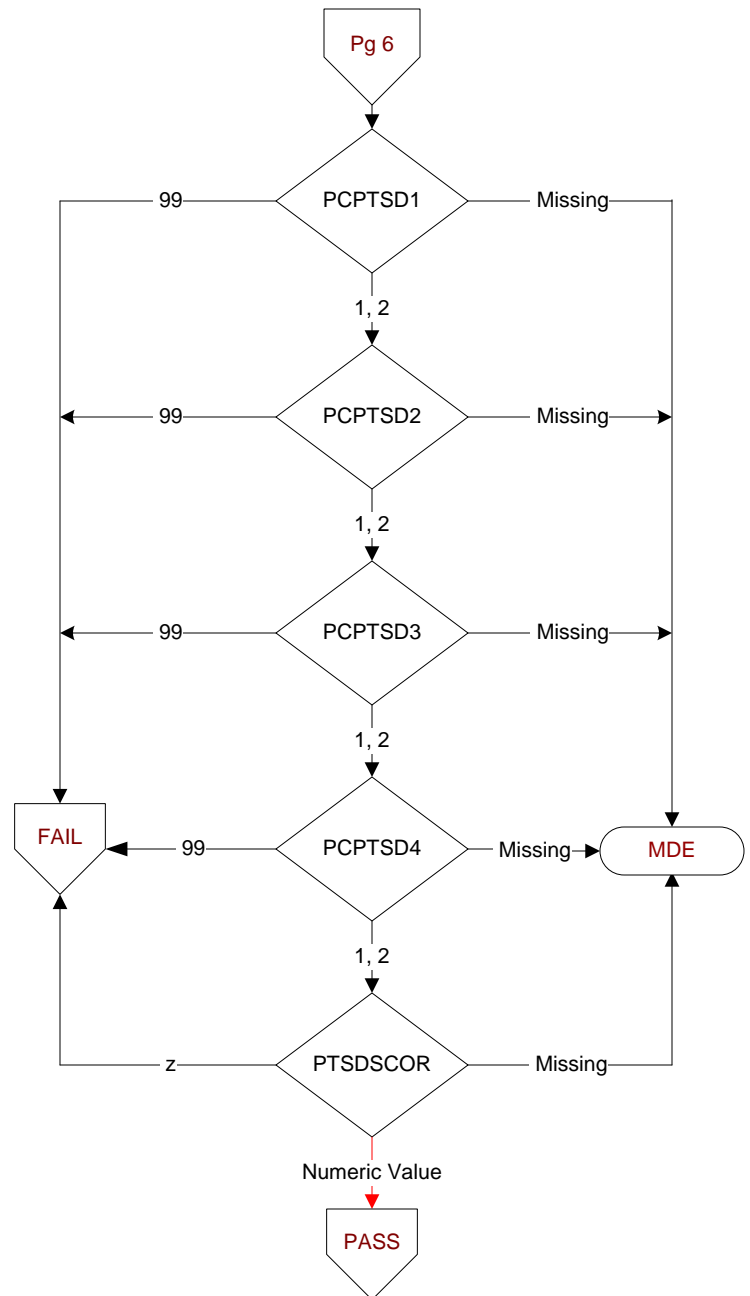 Pg 6
99
PCPTSD1
Missing
1, 2
99
PCPTSD2
Missing
1, 2
99
PCPTSD3
Missing
1, 2
FAIL
99
PCPTSD4
Missing
MDE
1, 2
z
PTSDSCOR
Missing
Numeric Value
PASS